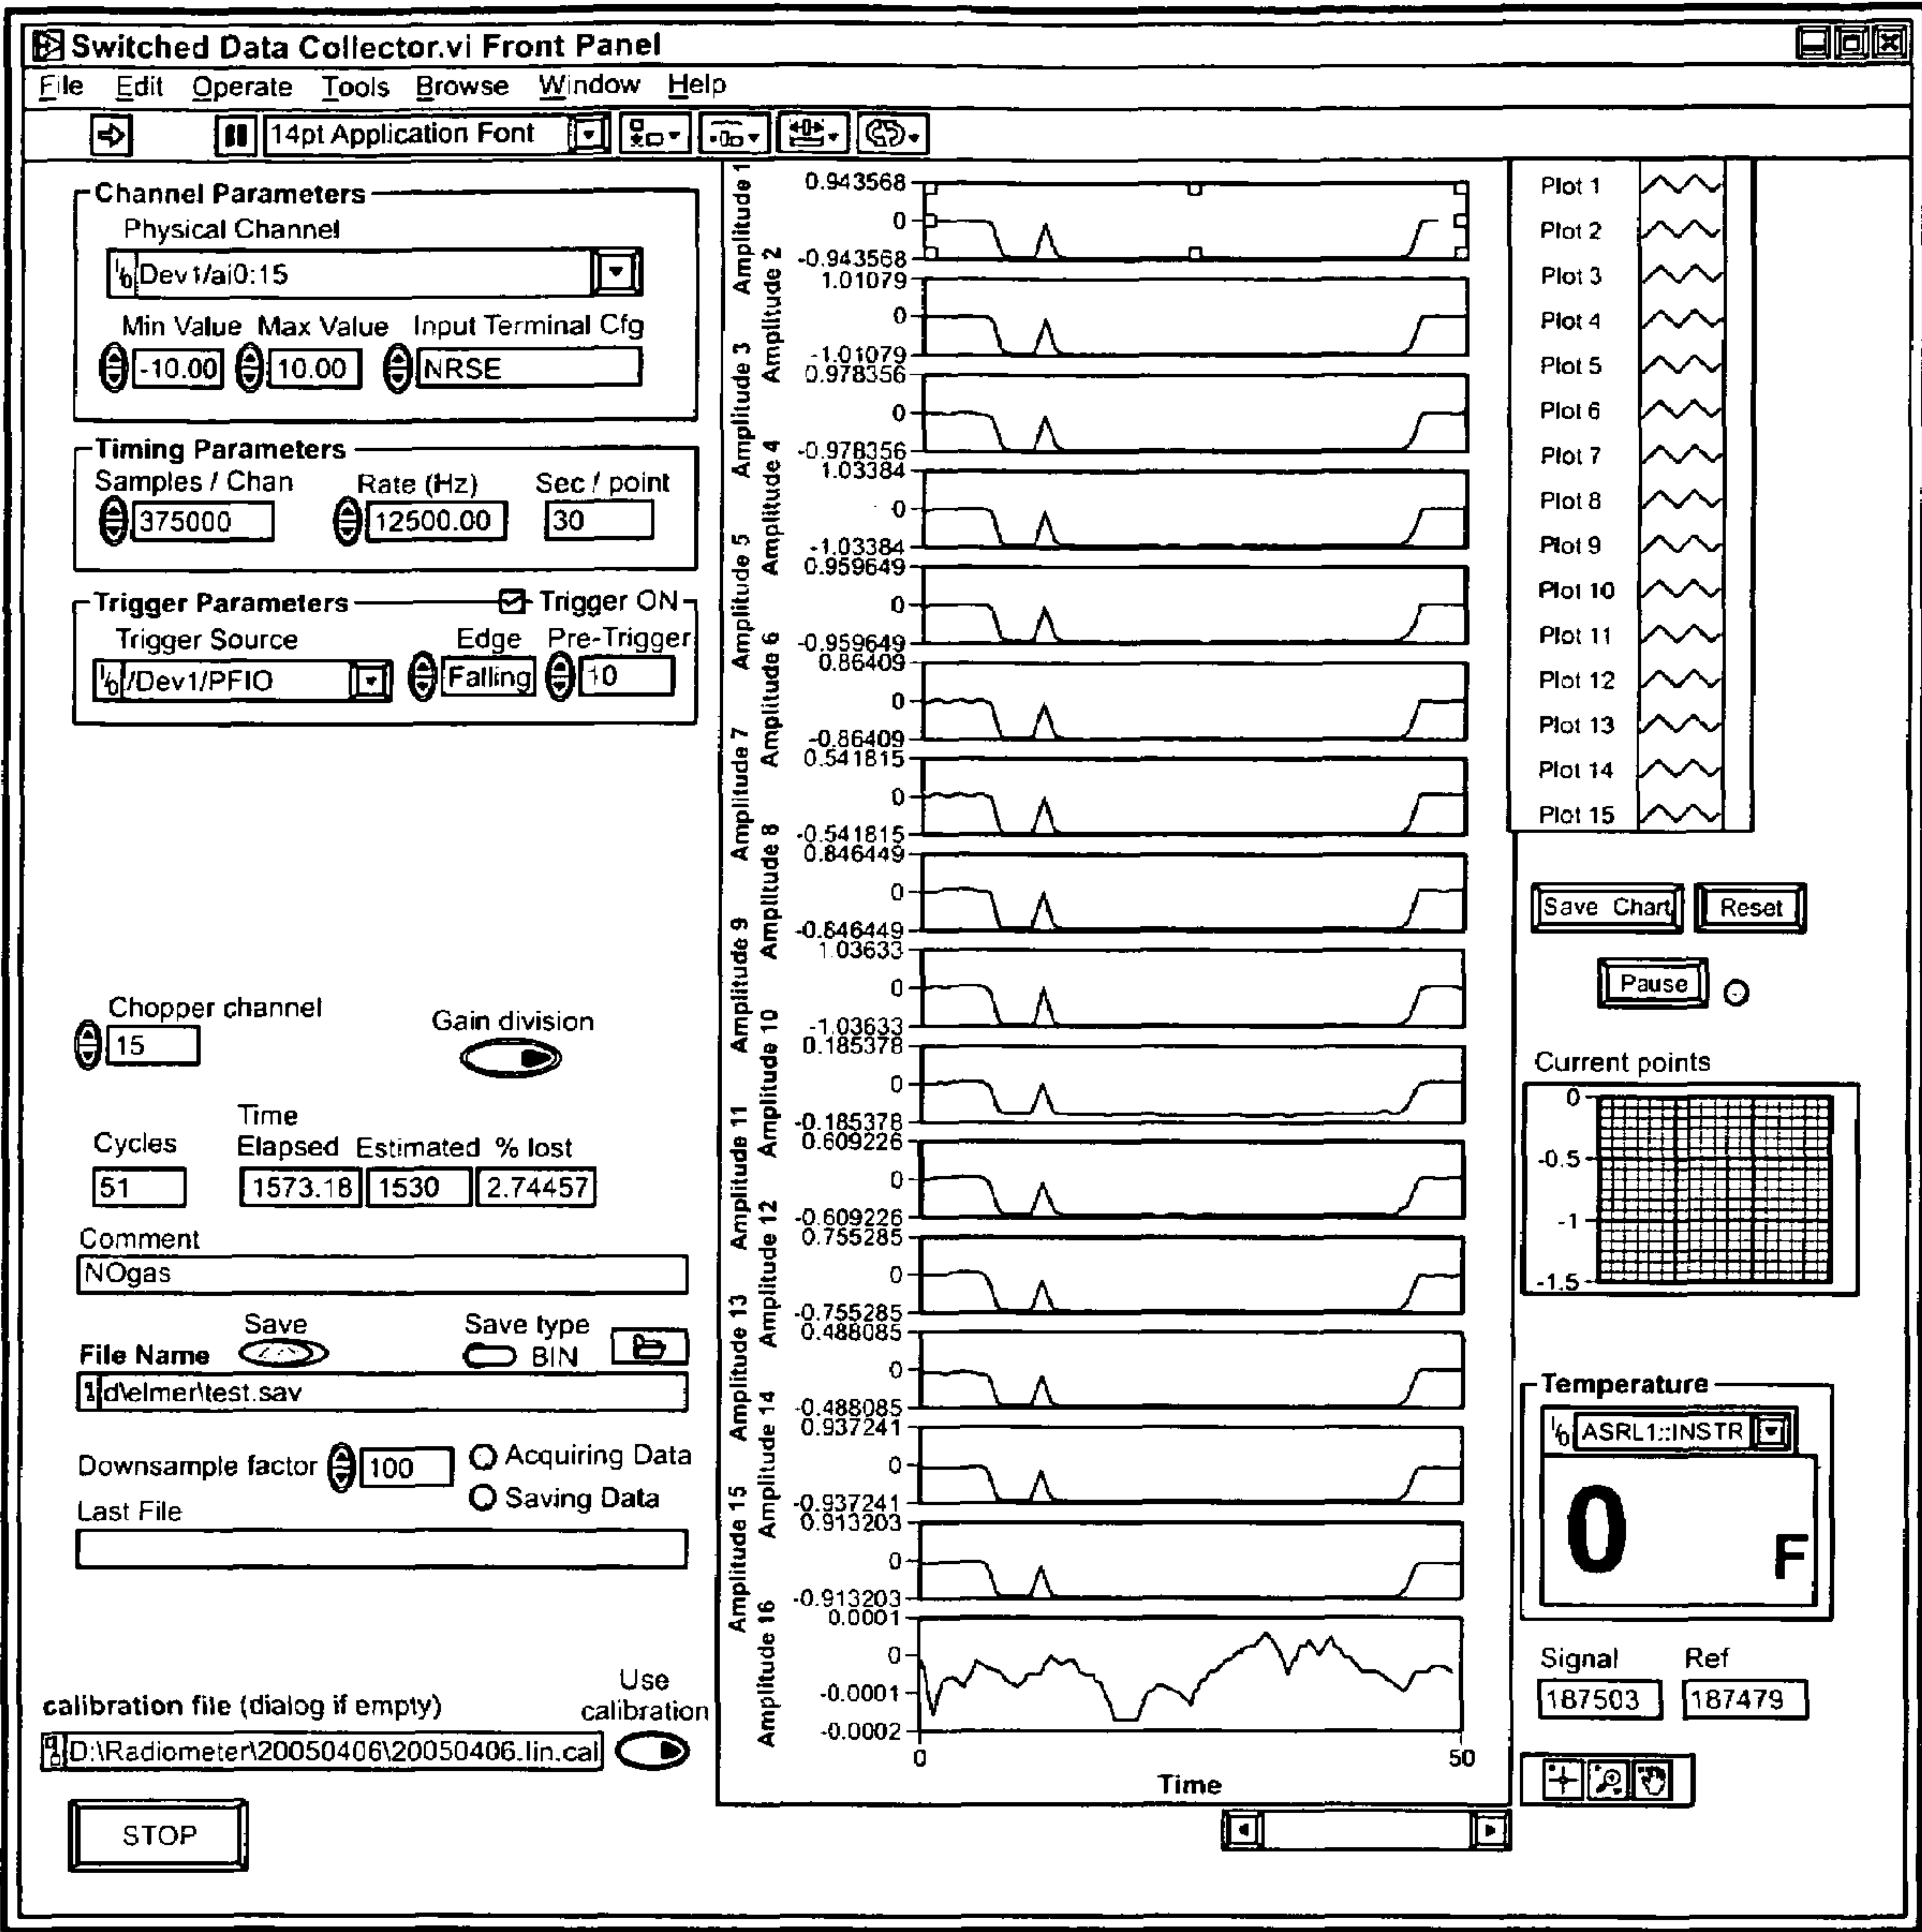 Switched Data Collector.vi Front Panel
File Edit Operate Tools Browse Window Help
14pt Application Font
Channel Parameters
Physical Channel
Dev1/ai0:15
Min Value Max Value Input Terminal Cfg
-10.00 10.00 NRSE
Timing Parameters
Samples / Chan Rate (Hz) Sec / point
375000 12500.00 30
Trigger Parameters Trigger ON
Trigger Source Edge Pre-Trigger
/Dev1/PFIO Falling 10
Chopper channel
15
Gain division
Time
Cycles Elapsed Estimated % lost
51 1573.18 1530 2.74457
Comment
NOgas
Save Save type
File Name BIN
d\elmer\test.sav
Downsample factor 100 Acquiring Data
Saving Data
Last File
Use
calibration file (dialog if empty) calibration
D:\Radiometer\20050406\20050406.lin.cal
STOP
Amplitude 1
0.943568
0
-0.943568
Amplitude 2
1.01079
0
-1.01079
Amplitude 3
0.978356
0
-0.978356
Amplitude 4
1.03384
0
-1.03384
Amplitude 5
0.959649
0
-0.959649
Amplitude 6
0.86409
0
-0.86409
Amplitude 7
0.541815
0
-0.541815
Amplitude 8
0.846449
0
-0.846449
Amplitude 9
1.03633
0
-1.03633
Amplitude 10
0.185378
0
-0.185378
Amplitude 11
0.609226
0
-0.609226
Amplitude 12
0.755285
0
-0.755285
Amplitude 13
0.488085
0
-0.488085
Amplitude 14
0.937241
0
-0.937241
Amplitude 15
0.913203
0
-0.913203
Amplitude 16
0.0001
0
-0.0001
-0.0002
0 50
Time
Plot 1
Plot 2
Plot 3
Plot 4
Plot 5
Plot 6
Plot 7
Plot 8
Plot 9
Plot 10
Plot 11
Plot 12
Plot 13
Plot 14
Plot 15
Save Chart Reset
Pause
Current points
0
-0.5
-1
-1.5
Temperature
ASRL1::INSTR
0 F
Signal Ref
187503 187479